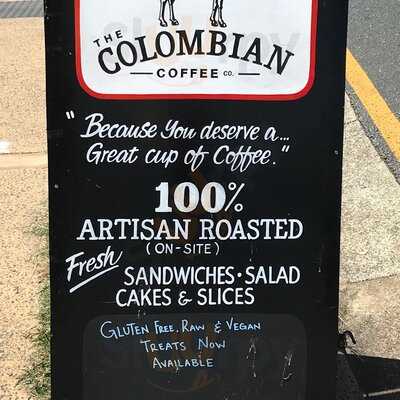 THE
COLOMBIAN
COFFEE CO.
"Because You deserve a...
Great cup of Coffee."
100%
ARTISAN ROASTED
(ON-SITE)
Fresh
SANDWICHES • SALAD
CAKES & SLICES
GLUTEN FREE, RAW & VEGAN
TREATS NOW
AVAILABLE